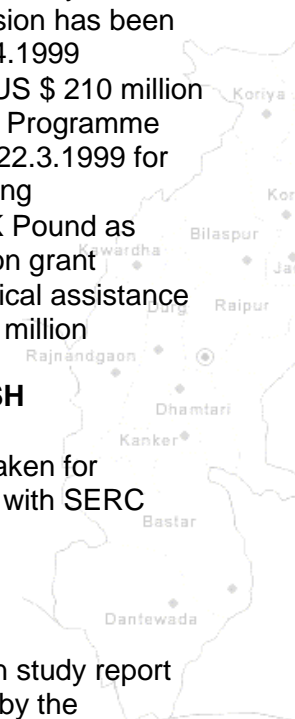 sion has been
4.1999
US $ 210 million
Programme
22.3.1999 for
ng
K Pound as
on grant
ical assistance
million
SH
aken for
with SERC
n study report
by the
Koriya
Kor
Bilaspur
Kawardha
Ja
Durg
Raipur
Rajnandgaon
Dhamtari
Kanker
Bastar
Dantewada